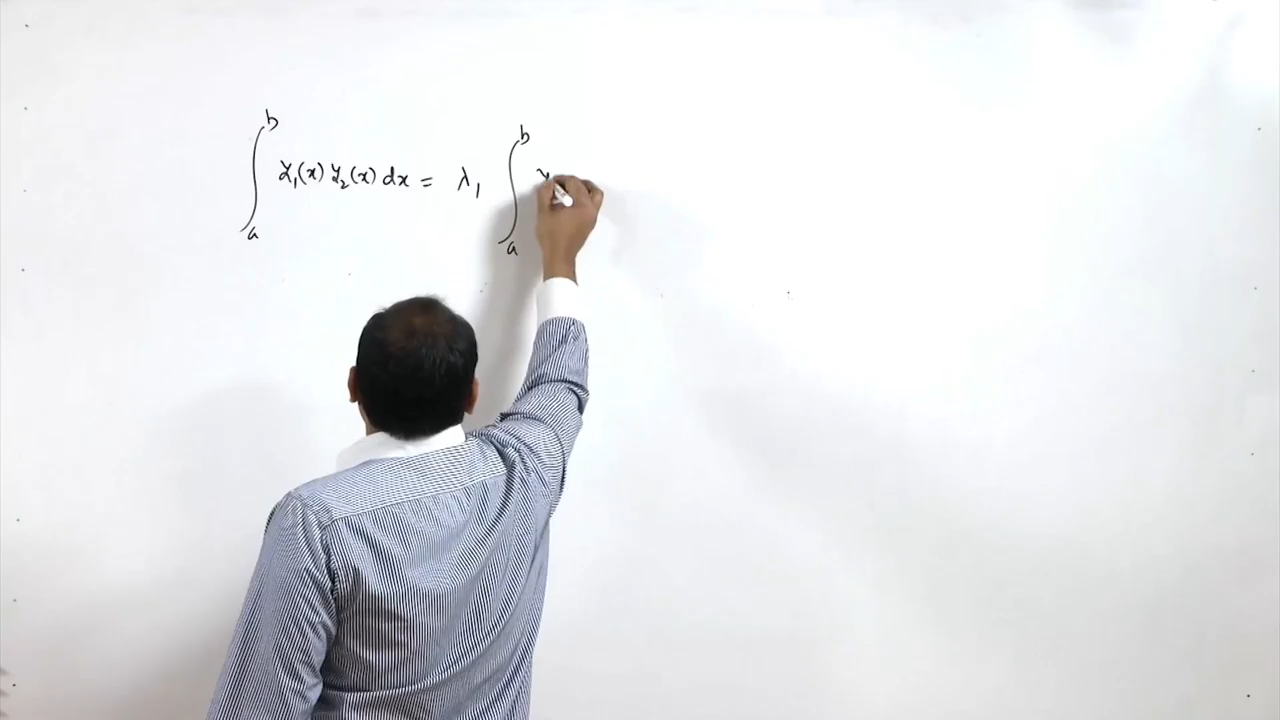 ∫_a^b y₁(x) y₂(x) dx = λ₁ ∫_a^b y